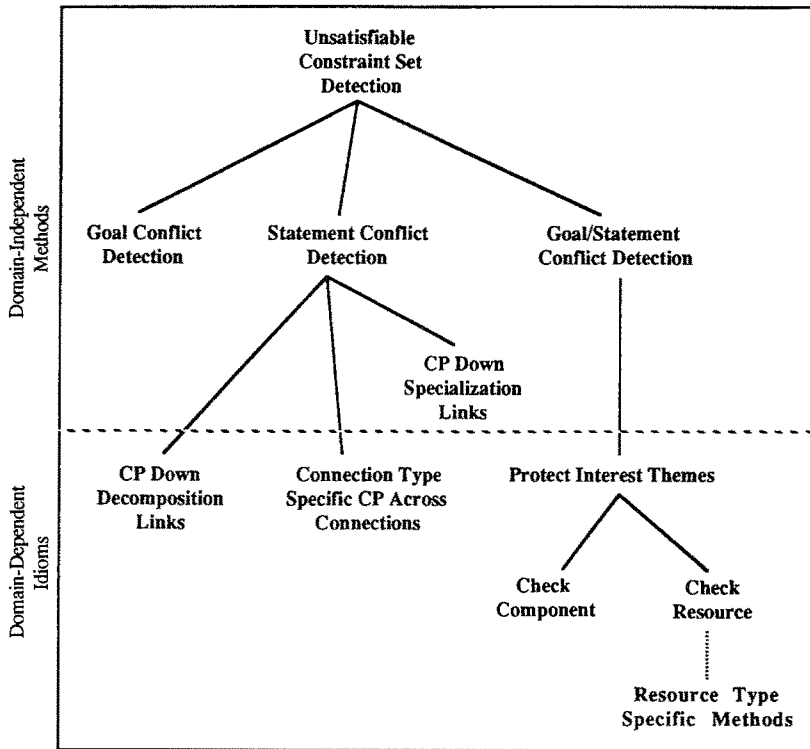 Unsatisfiable
Constraint Set
Detection
Domain-Independent
Methods
Goal Conflict
Detection
Statement Conflict
Detection
Goal/Statement
Conflict Detection
CP Down
Specialization
Links
Domain-Dependent
Idioms
CP Down
Decomposition
Links
Connection Type
Specific CP Across
Connections
Protect Interest Themes
Check
Component
Check
Resource
Resource Type
Specific Methods